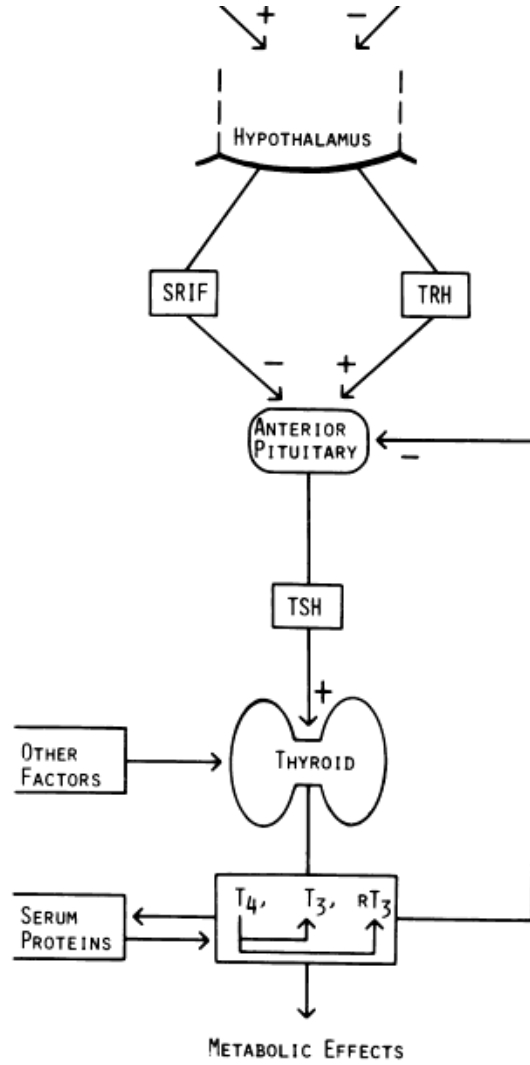 + −
HYPOTHALAMUS
SRIF TRH
− +
ANTERIOR
PITUITARY
−
TSH
+
THYROID
OTHER
FACTORS
T4, T3, RT3
SERUM
PROTEINS
METABOLIC EFFECTS